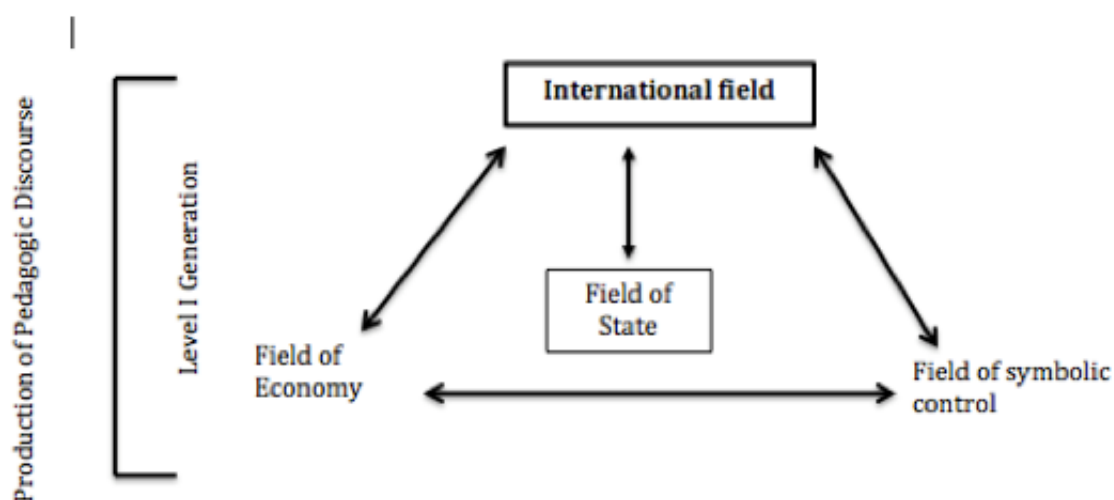 Production of Pedagogic Discourse
Level I Generation
International field
Field of
State
Field of
Economy
Field of symbolic
control